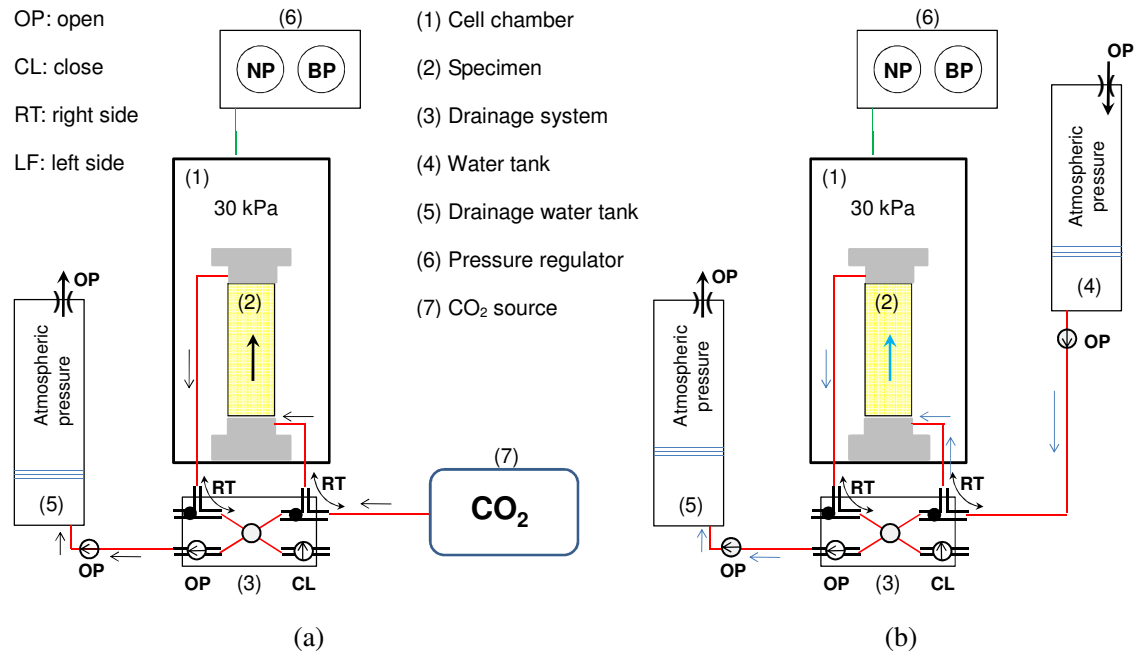 OP: open
CL: close
RT: right side
LF: left side
(1) Cell chamber
(2) Specimen
(3) Drainage system
(4) Water tank
(5) Drainage water tank
(6) Pressure regulator
(7) CO₂ source
(6)
NP BP
(1)
30 kPa
(2)
OP
Atmospheric
pressure
(5)
OP
RT
RT
OP
(3)
CL
(7)
CO₂
(a)
(6)
NP BP
(1)
30 kPa
(2)
OP
Atmospheric
pressure
(4)
OP
OP
Atmospheric
pressure
(5)
OP
RT
RT
OP
(3)
CL
(b)